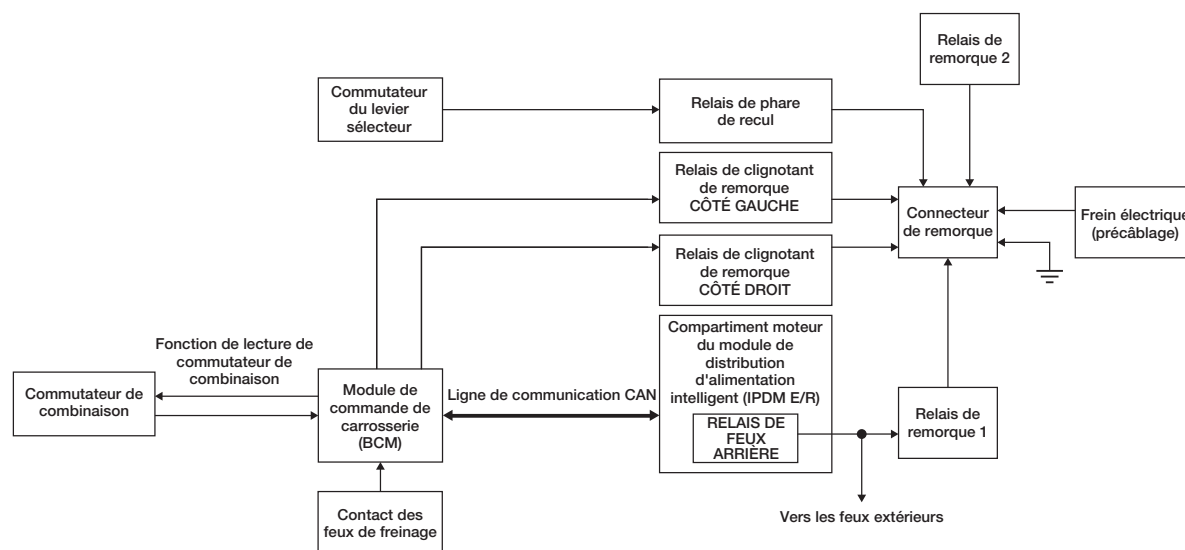 Relais de
remorque 2
Commutateur
du levier
sélecteur
Relais de phare
de recul
Relais de clignotant
de remorque
CÔTÉ GAUCHE
Connecteur
de remorque
Frein électrique
(précâblage)
Relais de clignotant
de remorque
CÔTÉ DROIT
Fonction de lecture de
commutateur de
combinaison
Commutateur de
combinaison
Module de
commande de
carrosserie
(BCM)
Ligne de communication CAN
Compartiment moteur
du module de
distribution
d'alimentation
intelligent (IPDM E/R)
RELAIS DE
FEUX
ARRIÈRE
Relais de
remorque 1
Contact des
feux de freinage
Vers les feux extérieurs